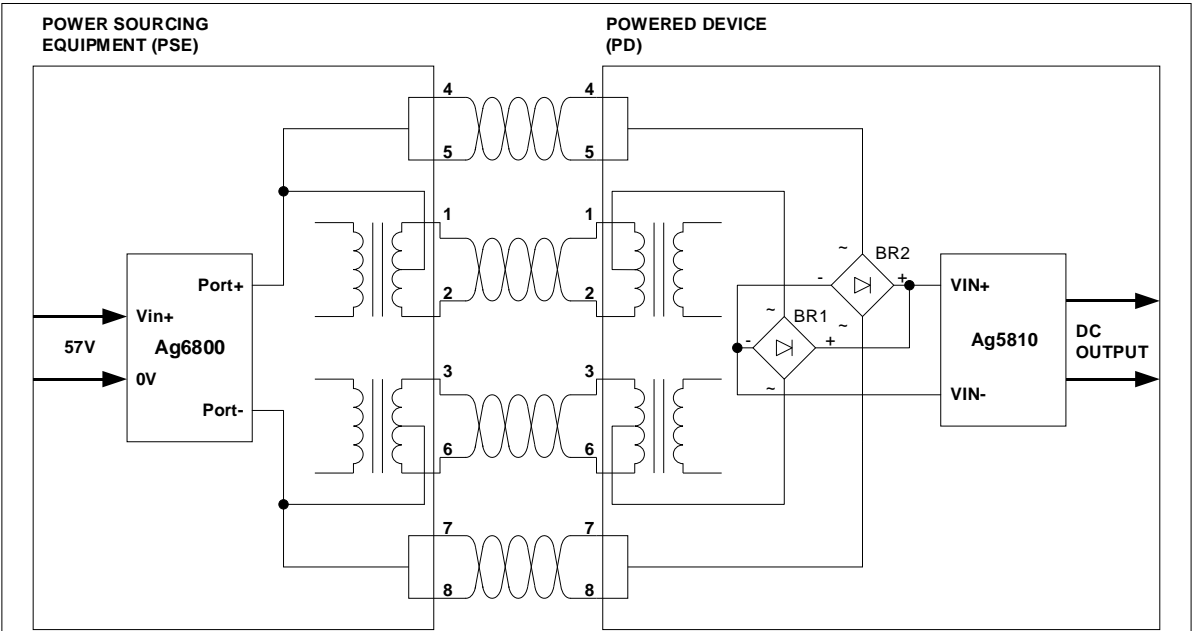 POWER SOURCING
EQUIPMENT (PSE)
POWERED DEVICE
(PD)
4
4
5
5
1
1
2
2
3
3
6
6
7
7
8
8
Port+
Vin+
57V
Ag6800
0V
Port-
~
BR2
-
+
~
~
BR1
-
+
~
VIN+
Ag5810
VIN-
DC
OUTPUT